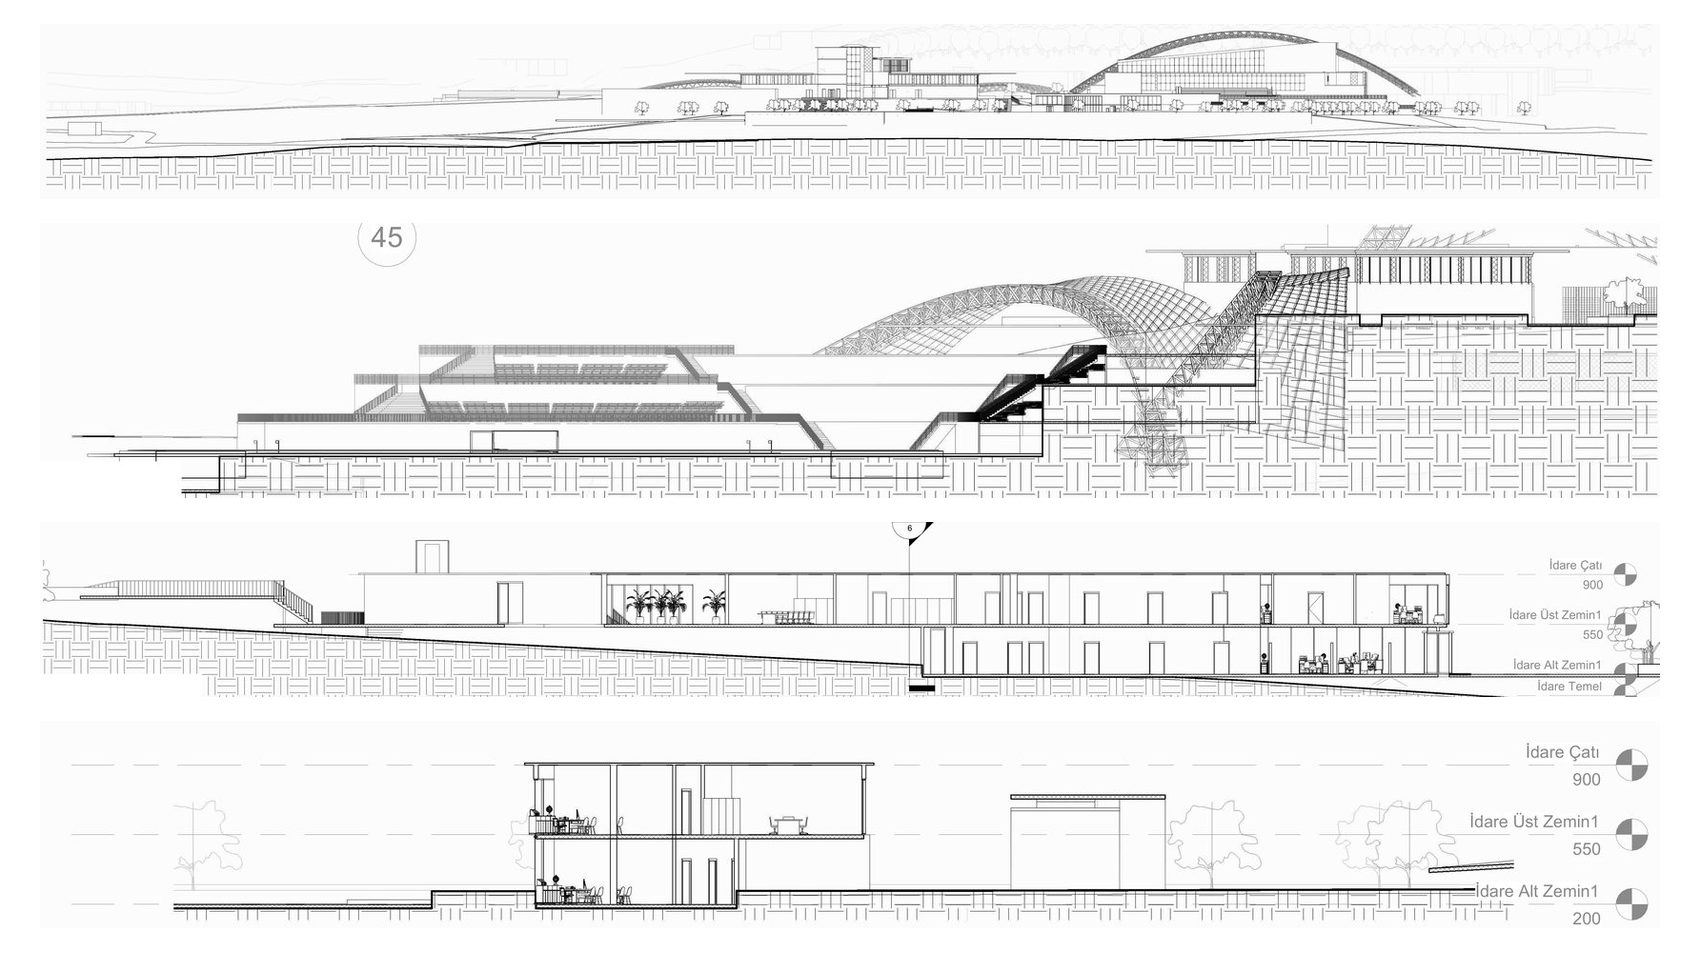 45
6
İdare Çatı
900
İdare Üst Zemin1
550
İdare Alt Zemin1
İdare Temel
İdare Çatı
900
İdare Üst Zemin1
550
İdare Alt Zemin1
200